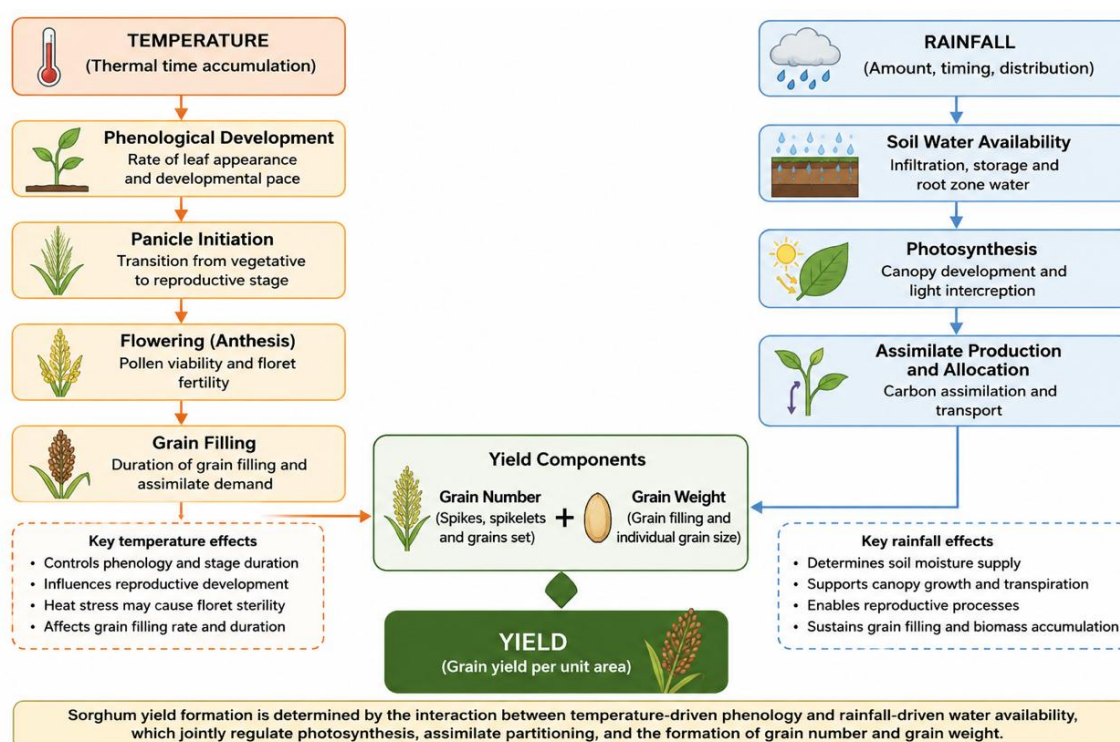 TEMPERATURE
(Thermal time accumulation)
Phenological Development
Rate of leaf appearance
and developmental pace
Panicle Initiation
Transition from vegetative
to reproductive stage
Flowering (Anthesis)
Pollen viability and floret
fertility
Grain Filling
Duration of grain filling and
assimilate demand
Key temperature effects
• Controls phenology and stage duration
• Influences reproductive development
• Heat stress may cause floret sterility
• Affects grain filling rate and duration
RAINFALL
(Amount, timing, distribution)
Soil Water Availability
Infiltration, storage and
root zone water
Photosynthesis
Canopy development and
light intercreption
Assimilate Production
and Allocation
Carbon assimilation and
transport
Key rainfall effects
• Determines soil moisture supply
• Supports canopy growth and transpiration
• Enables reproductive processes
• Sustains grain filling and biomass accumulation
Yield Components
Grain Number
(Spikes, spikelets
and grains set)
+
Grain Weight
(Grain filling and
individual grain size)
YIELD
(Grain yield per unit area)
Sorghum yield formation is determined by the interaction between temperature-driven phenology and rainfall-driven water availability,
which jointly regulate photosynthesis, assimilate partitioning, and the formation of grain number and grain weight.